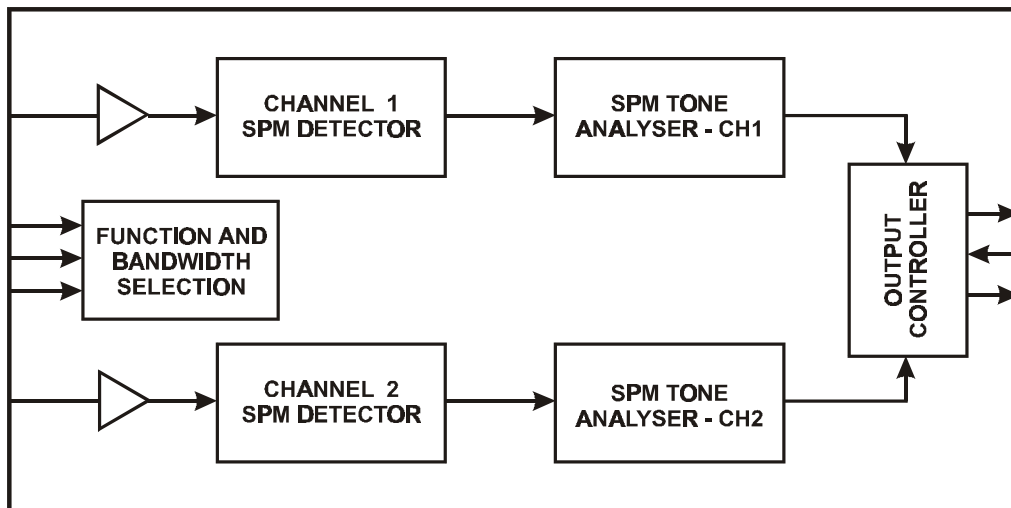 CHANNEL 1
SPM DETECTOR
SPM TONE
ANALYSER - CH1
FUNCTION AND
BANDWIDTH
SELECTION
OUTPUT
CONTROLLER
CHANNEL 2
SPM DETECTOR
SPM TONE
ANALYSER - CH2